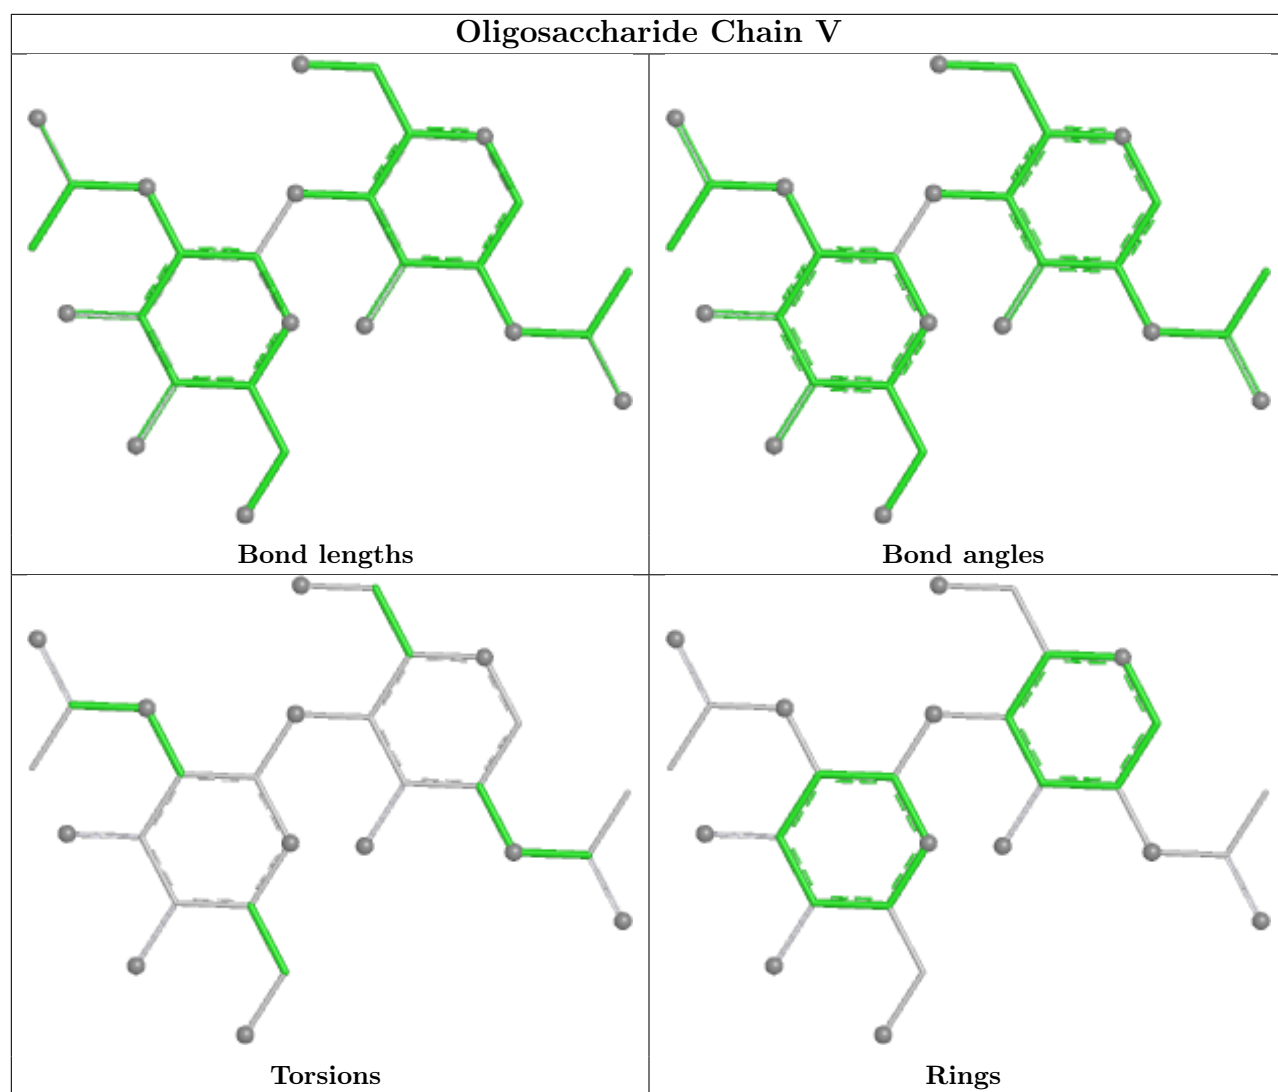 Oligosaccharide Chain V
Bond lengths
Bond angles
Torsions
Rings